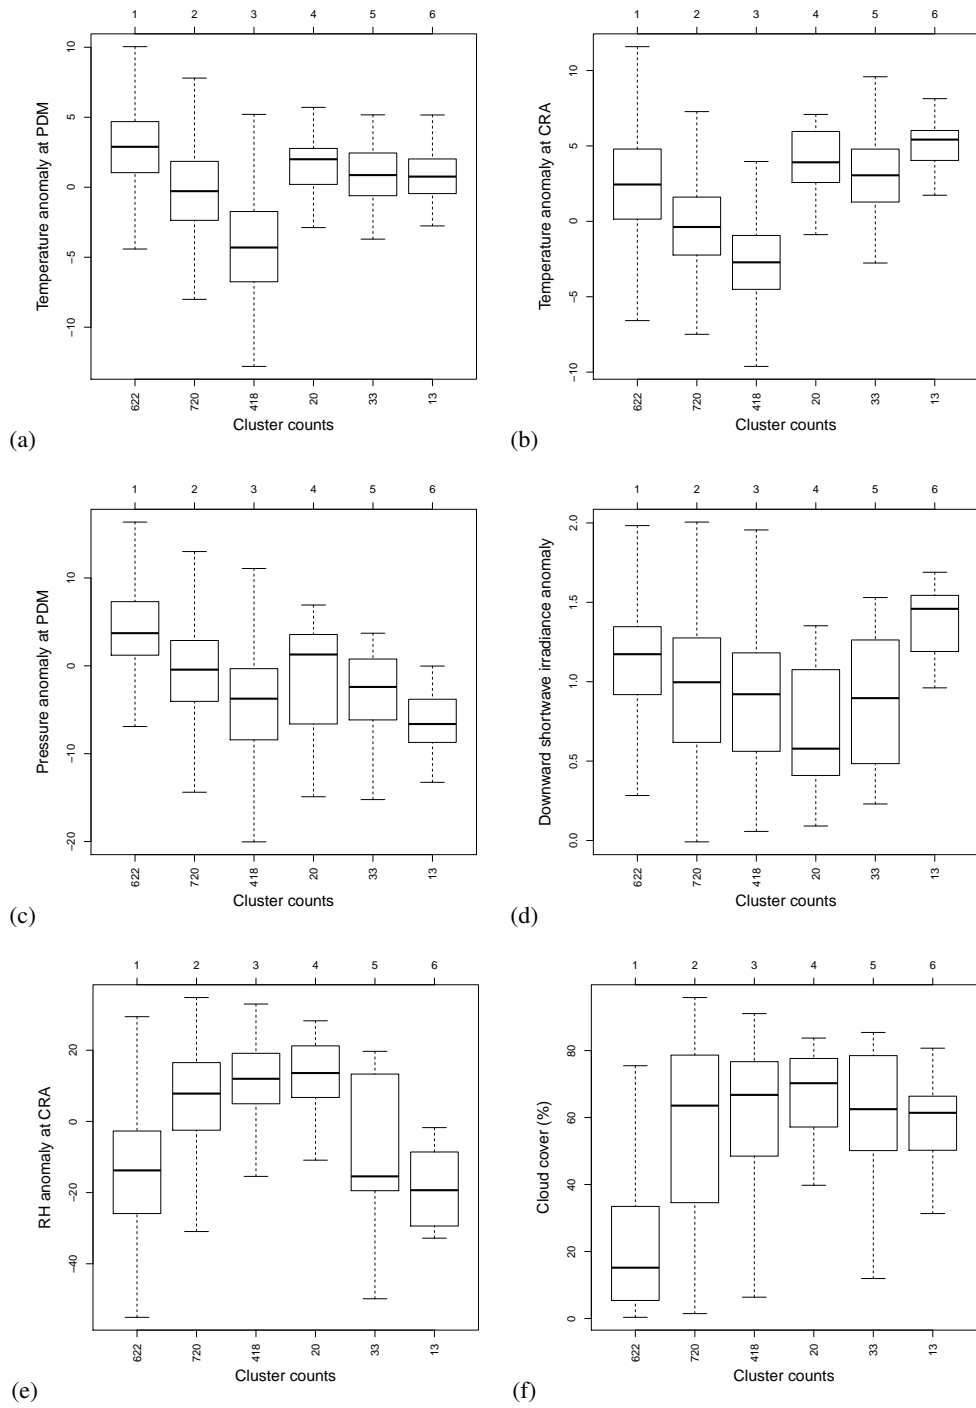 1 2 3 4 5 6
Temperature anomaly at PDM
10
5
0
−5
−10
622 720 418 20 33 13
Cluster counts
(a)
1 2 3 4 5 6
Temperature anomaly at CRA
10
5
0
−5
−10
622 720 418 20 33 13
Cluster counts
(b)
1 2 3 4 5 6
Pressure anomaly at PDM
10
0
−10
−20
622 720 418 20 33 13
Cluster counts
(c)
1 2 3 4 5 6
Downward shortwave irradiance anomaly
2.0
1.5
1.0
0.5
0.0
622 720 418 20 33 13
Cluster counts
(d)
1 2 3 4 5 6
RH anomaly at CRA
20
0
−20
−40
622 720 418 20 33 13
Cluster counts
(e)
1 2 3 4 5 6
Cloud cover (%)
80
60
40
20
0
622 720 418 20 33 13
Cluster counts
(f)